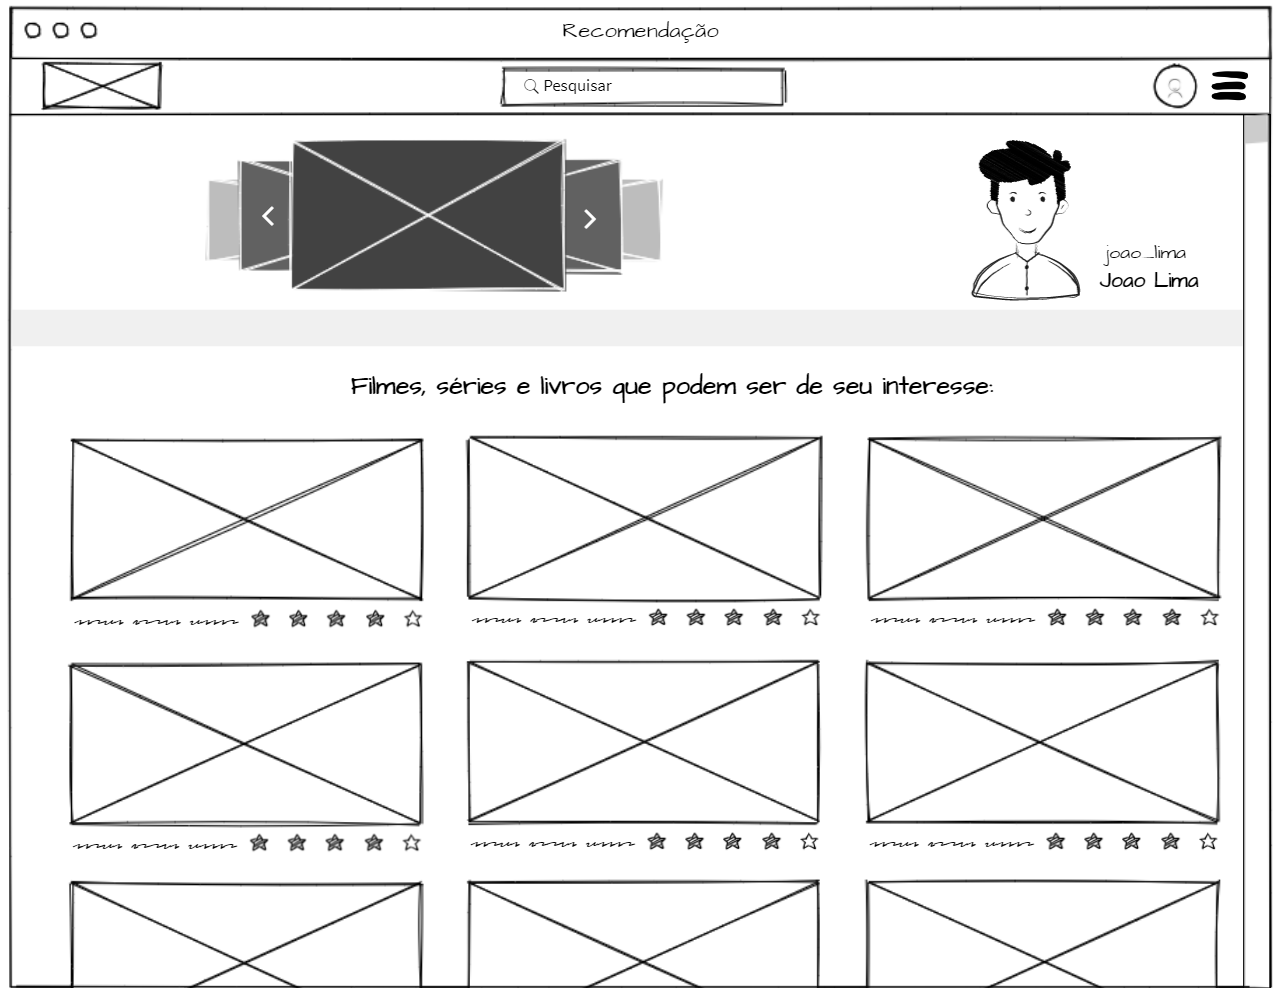 Recomendação
Pesquisar
joao_lima
Joao Lima
Filmes, séries e livros que podem ser de seu interesse: